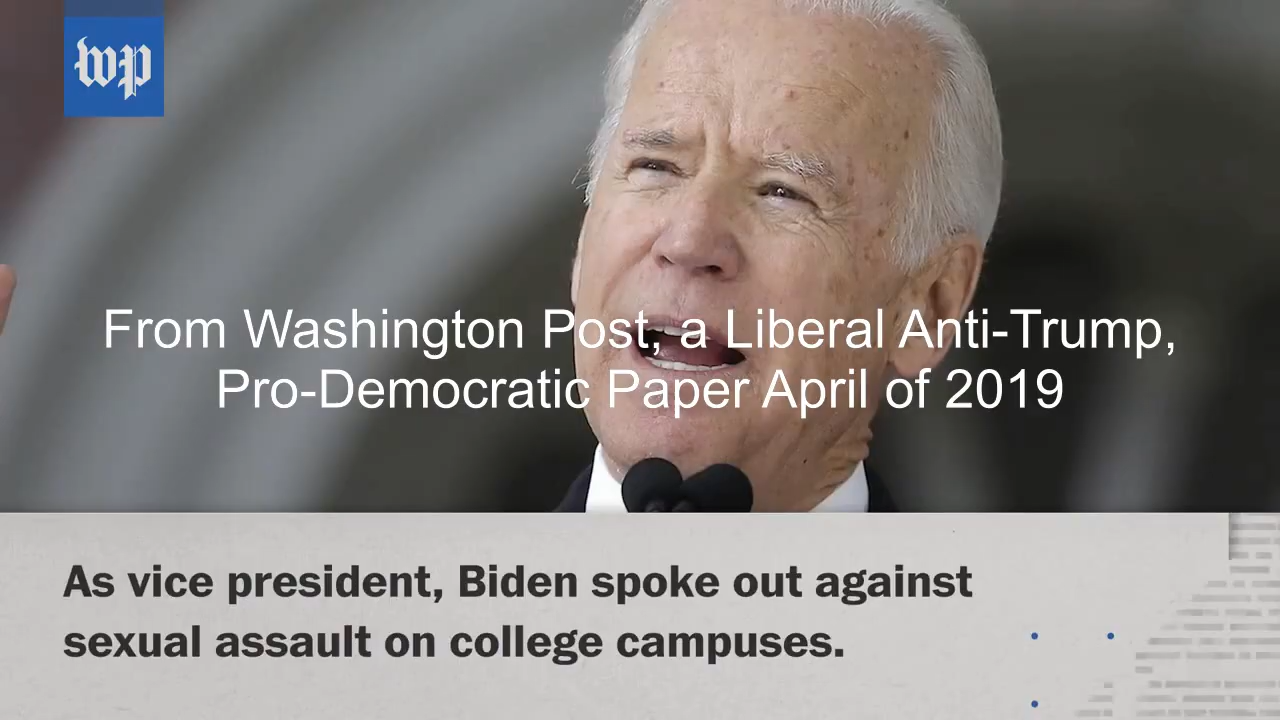 wp
From Washington Post, a Liberal Anti-Trump,
Pro-Democratic Paper April of 2019
As vice president, Biden spoke out against
sexual assault on college campuses.